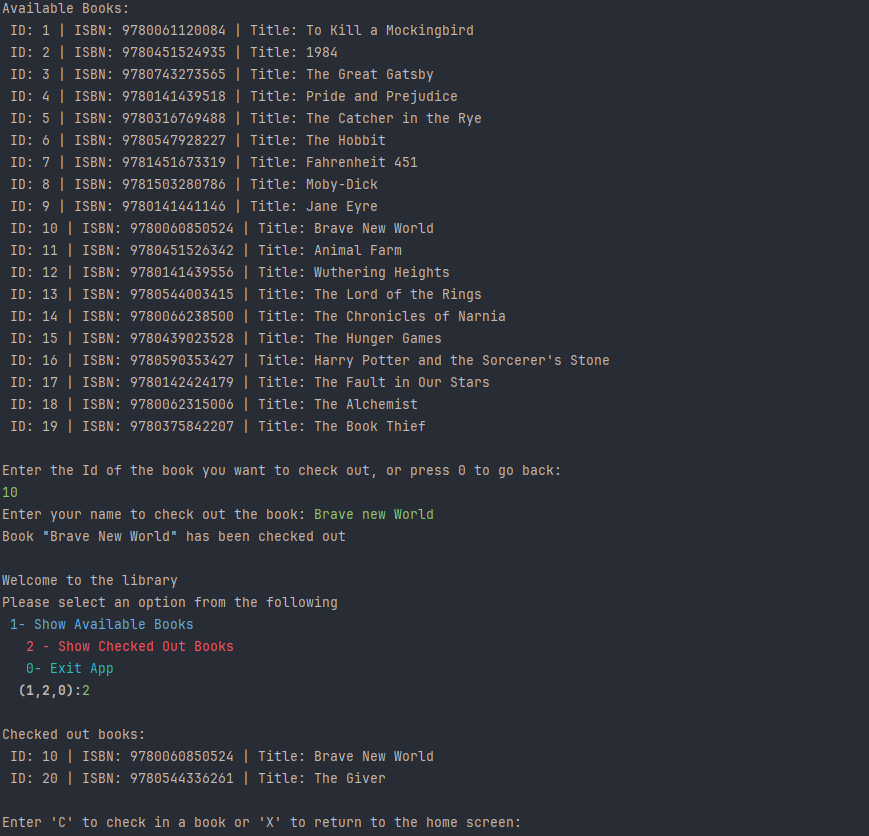 Available Books:
ID: 1 | ISBN: 9780061120084 | Title: To Kill a Mockingbird
ID: 2 | ISBN: 9780451524935 | Title: 1984
ID: 3 | ISBN: 9780743273565 | Title: The Great Gatsby
ID: 4 | ISBN: 9780141439518 | Title: Pride and Prejudice
ID: 5 | ISBN: 9780316769488 | Title: The Catcher in the Rye
ID: 6 | ISBN: 9780547928227 | Title: The Hobbit
ID: 7 | ISBN: 9781451673319 | Title: Fahrenheit 451
ID: 8 | ISBN: 9781503280786 | Title: Moby-Dick
ID: 9 | ISBN: 9780141441146 | Title: Jane Eyre
ID: 10 | ISBN: 9780060850524 | Title: Brave New World
ID: 11 | ISBN: 9780451526342 | Title: Animal Farm
ID: 12 | ISBN: 9780141439556 | Title: Wuthering Heights
ID: 13 | ISBN: 9780544003415 | Title: The Lord of the Rings
ID: 14 | ISBN: 9780066238500 | Title: The Chronicles of Narnia
ID: 15 | ISBN: 9780439023528 | Title: The Hunger Games
ID: 16 | ISBN: 9780590353427 | Title: Harry Potter and the Sorcerer's Stone
ID: 17 | ISBN: 9780142424179 | Title: The Fault in Our Stars
ID: 18 | ISBN: 9780062315006 | Title: The Alchemist
ID: 19 | ISBN: 9780375842207 | Title: The Book Thief
Enter the Id of the book you want to check out, or press 0 to go back:
10
Enter your name to check out the book: Brave new World
Book "Brave New World" has been checked out
Welcome to the library
Please select an option from the following
1- Show Available Books
2 - Show Checked Out Books
0- Exit App
(1,2,0):2
Checked out books:
ID: 10 | ISBN: 9780060850524 | Title: Brave New World
ID: 20 | ISBN: 9780544336261 | Title: The Giver
Enter 'C' to check in a book or 'X' to return to the home screen: